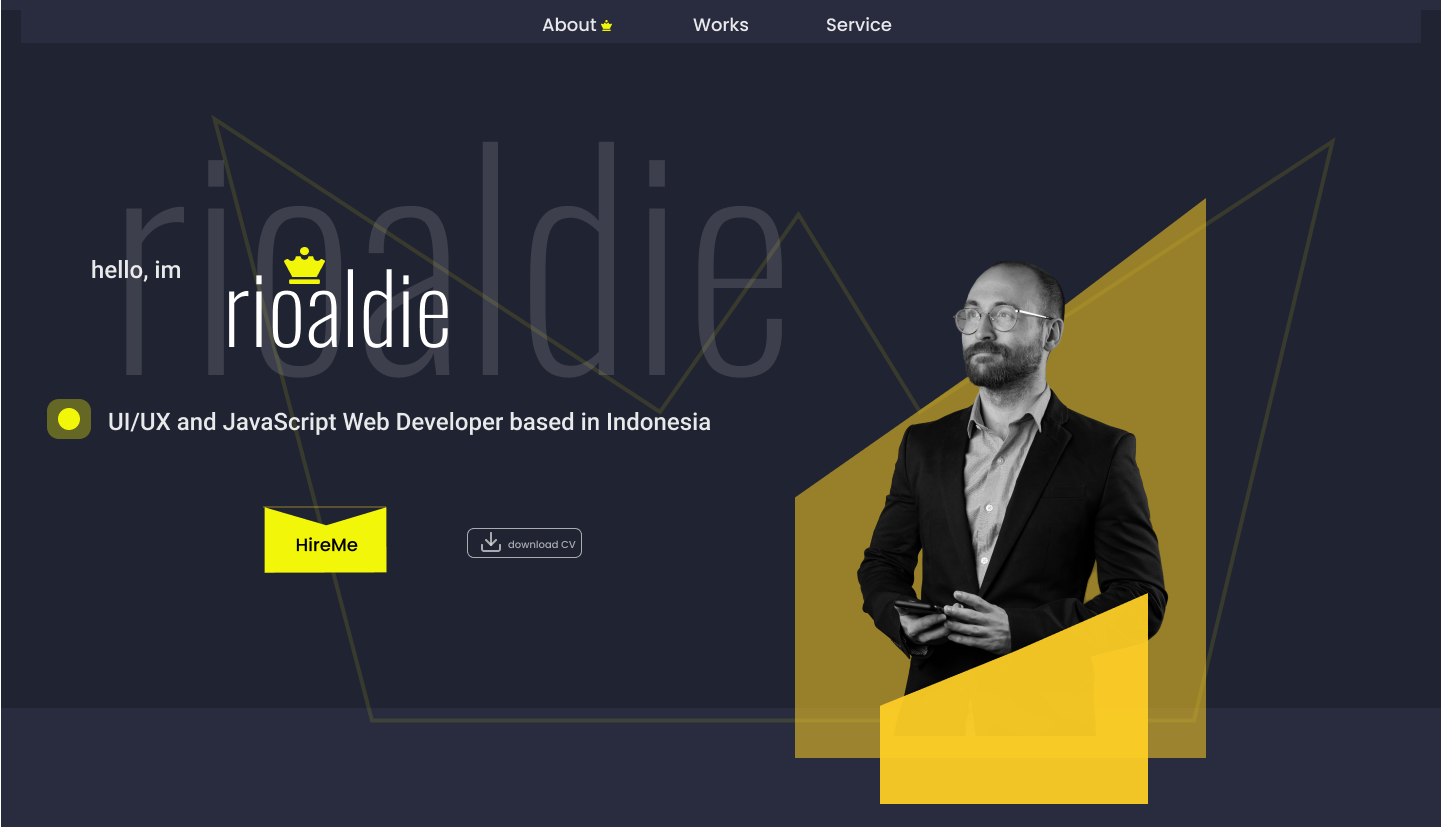 About
Works
Service
rioaldie
hello, im
rioaldie
UI/UX and JavaScript Web Developer based in Indonesia
HireMe
download CV